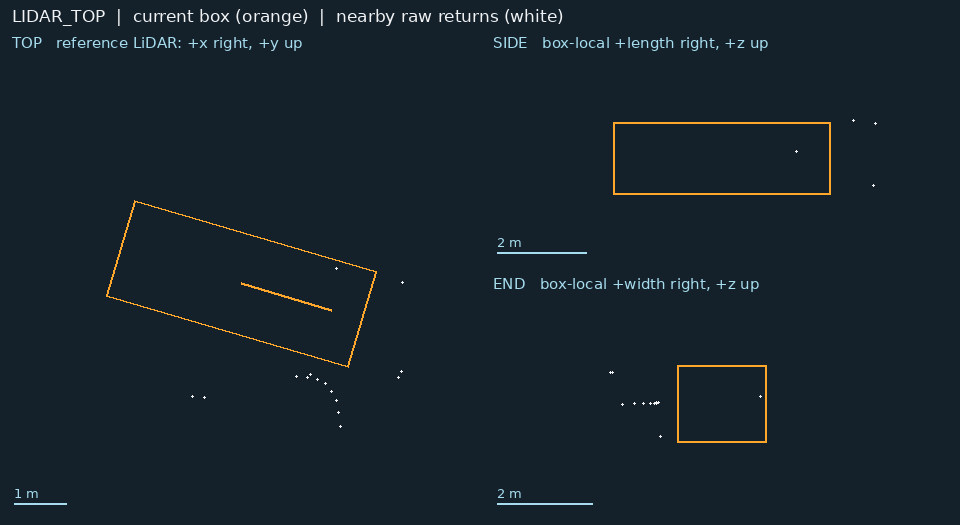 LIDAR_TOP | current box (orange) | nearby raw returns (white)
TOP reference LiDAR: +x right, +y up
SIDE box-local +length right, +z up
2 m
END box-local +width right, +z up
1 m
2 m